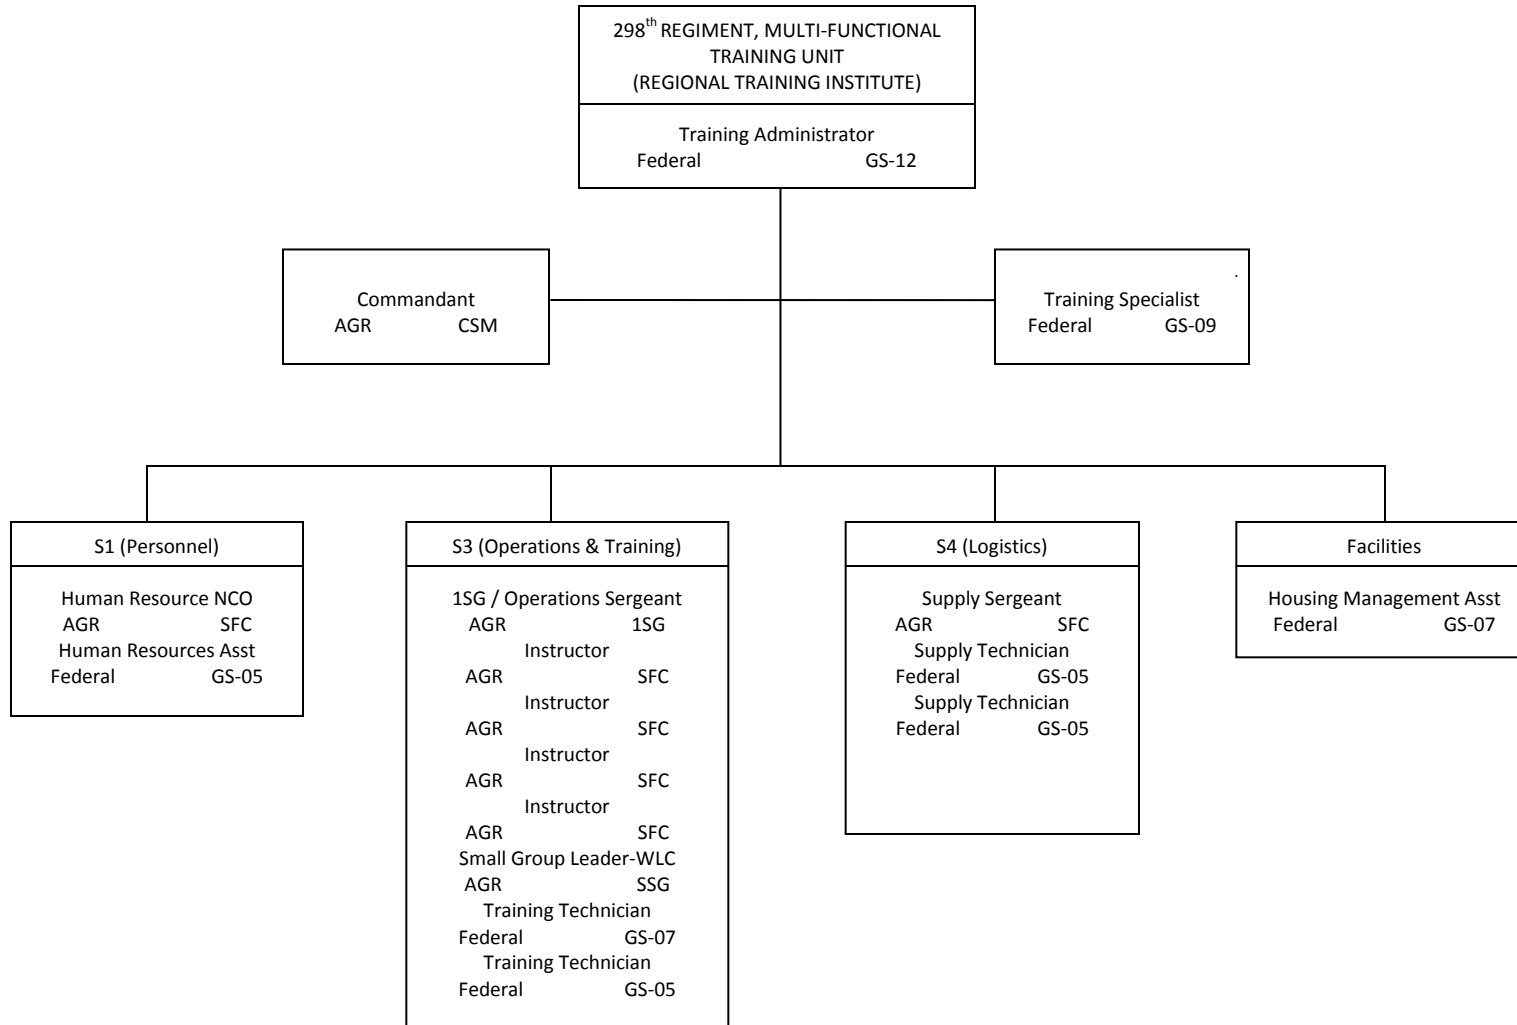 298th REGIMENT, MULTI-FUNCTIONAL
TRAINING UNIT
(REGIONAL TRAINING INSTITUTE)
Training Administrator
Federal GS-12
Commandant
AGR CSM
.
Training Specialist
Federal GS-09
S1 (Personnel)
Human Resource NCO
AGR SFC
Human Resources Asst
Federal GS-05
S3 (Operations & Training)
1SG / Operations Sergeant
AGR 1SG
Instructor
AGR SFC
Instructor
AGR SFC
Instructor
AGR SFC
Instructor
AGR SFC
Small Group Leader-WLC
AGR SSG
Training Technician
Federal GS-07
Training Technician
Federal GS-05
S4 (Logistics)
Supply Sergeant
AGR SFC
Supply Technician
Federal GS-05
Supply Technician
Federal GS-05
Facilities
Housing Management Asst
Federal GS-07